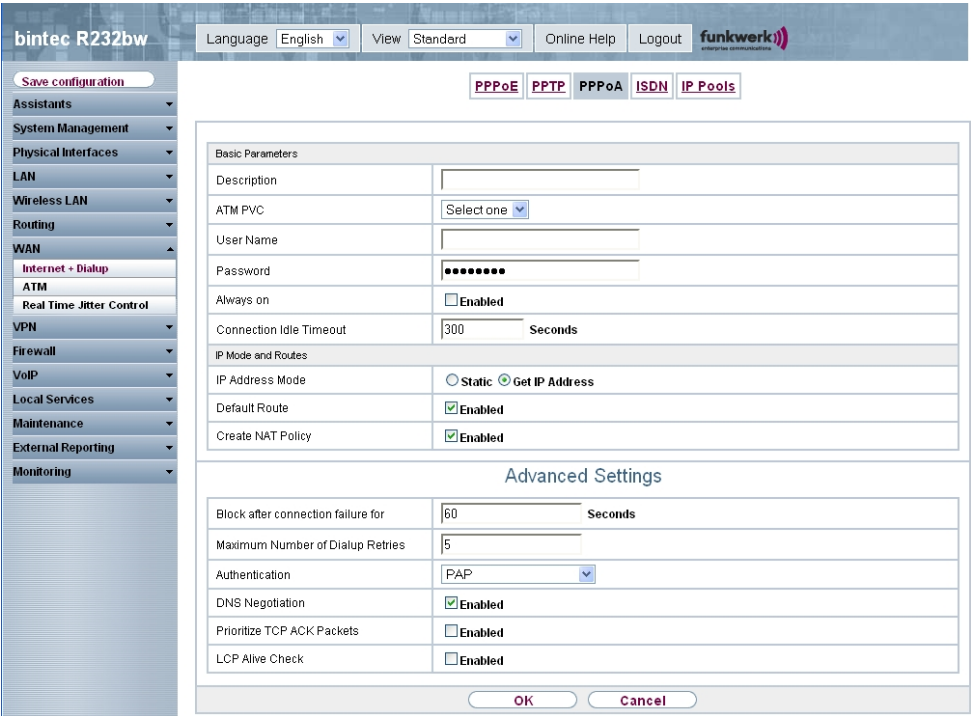 bintec R232bw
Language English View Standard Online Help Logout funkwerk
enterprise communications
Save configuration
Assistants
System Management
Physical Interfaces
LAN
Wireless LAN
Routing
WAN
Internet + Dialup
ATM
Real Time Jitter Control
VPN
Firewall
VoIP
Local Services
Maintenance
External Reporting
Monitoring
PPPoE PPTP PPPoA ISDN IP Pools
Basic Parameters
Description
ATM PVC Select one
User Name
Password ●●●●●●●●
Always on Enabled
Connection Idle Timeout 300 Seconds
IP Mode and Routes
IP Address Mode Static Get IP Address
Default Route Enabled
Create NAT Policy Enabled
Advanced Settings
Block after connection failure for 60 Seconds
Maximum Number of Dialup Retries 5
Authentication PAP
DNS Negotiation Enabled
Prioritize TCP ACK Packets Enabled
LCP Alive Check Enabled
OK Cancel